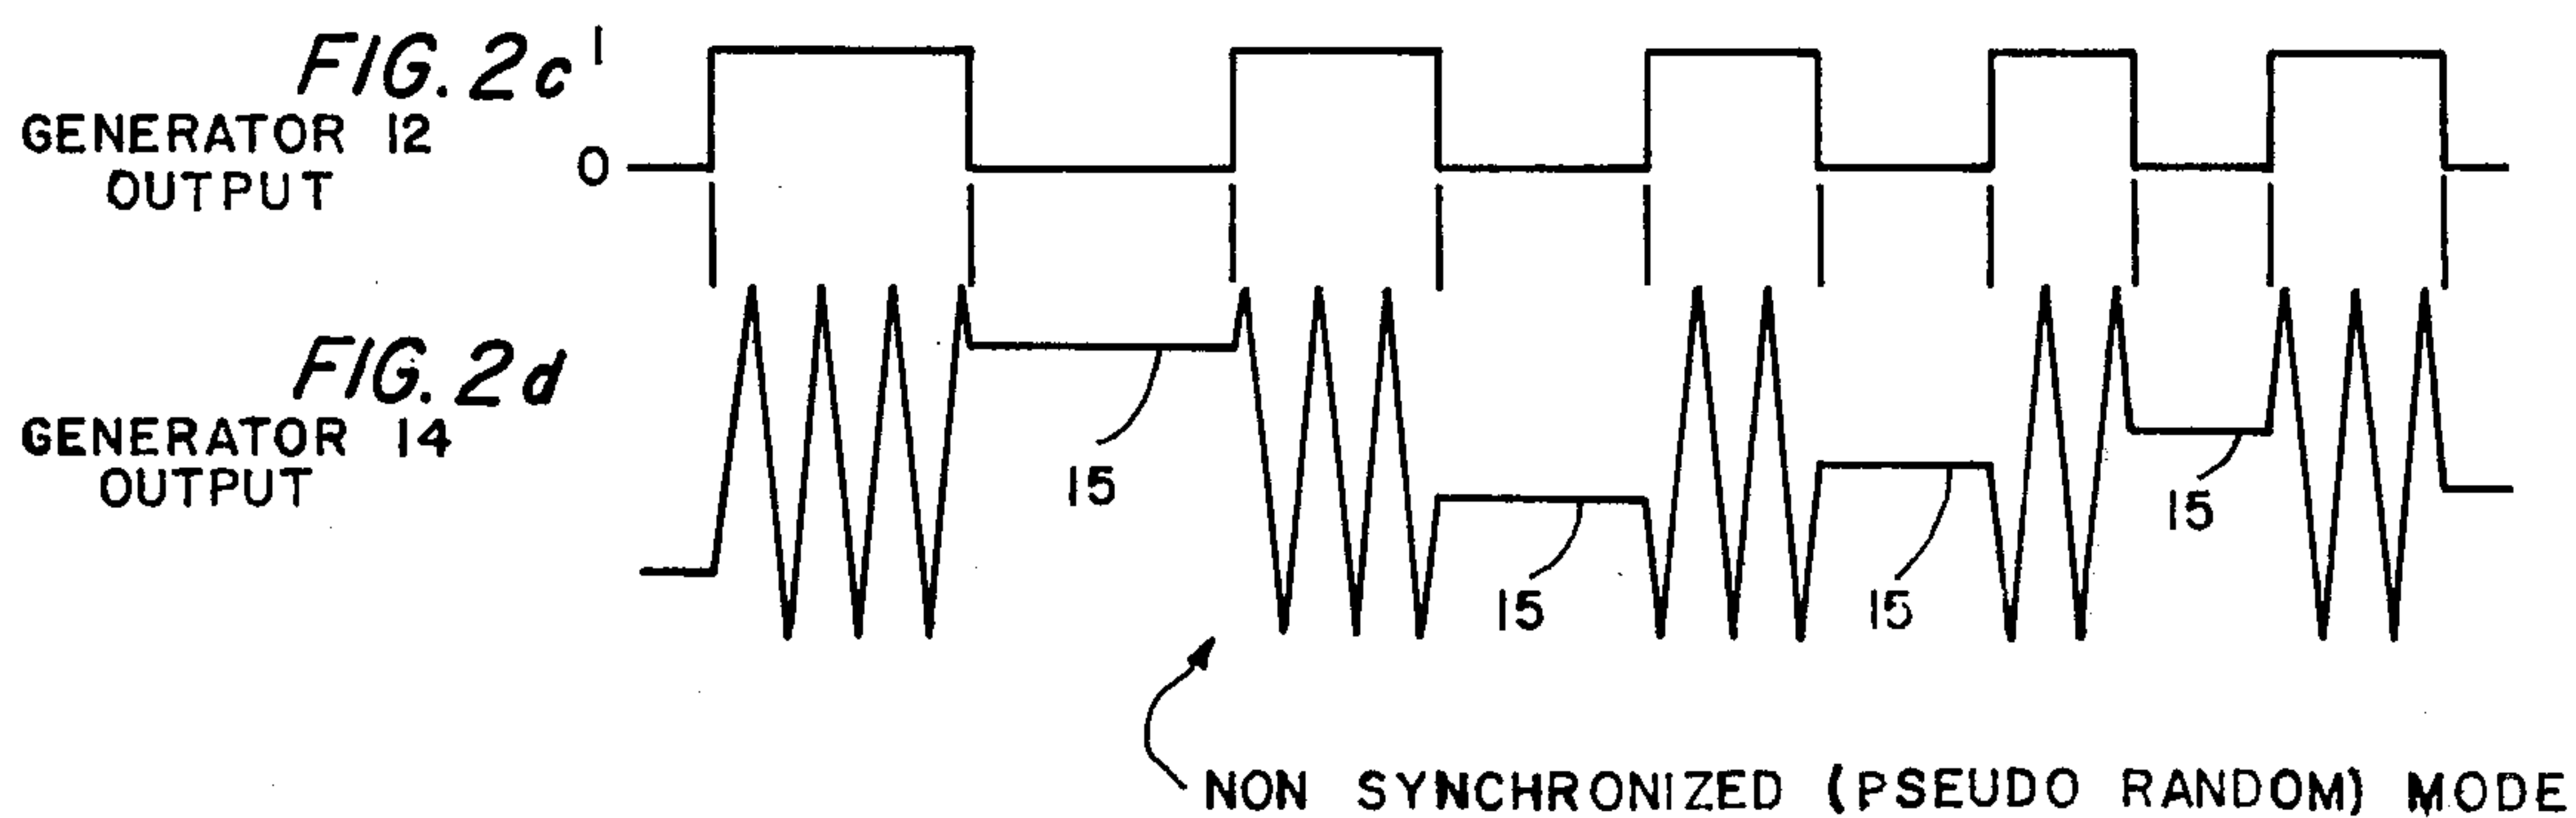 FIG. 2c
1
GENERATOR 12
OUTPUT
0
FIG. 2d
GENERATOR 14
OUTPUT
15
15
15
15
NON SYNCHRONIZED (PSEUDO RANDOM) MODE